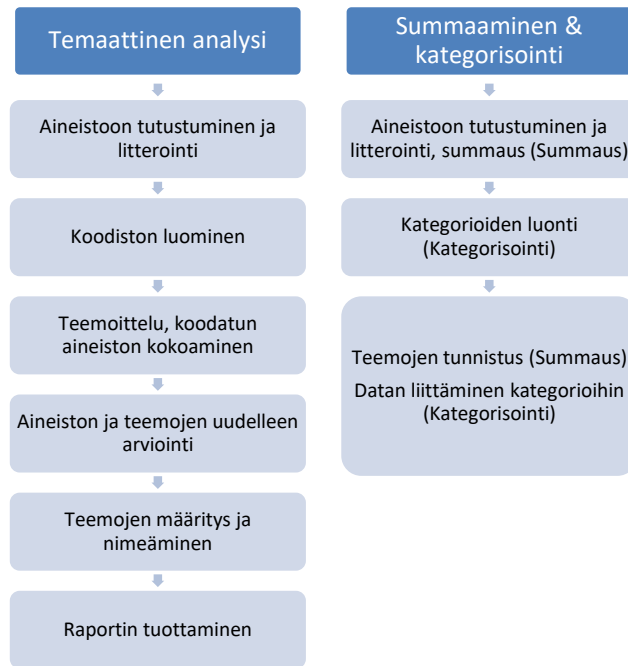 Temaattinen analysi
Aineistoon tutustuminen ja
litterointi
Koodiston luominen
Teemoittelu, koodatun
aineiston kokoaminen
Aineiston ja teemojen uudelleen
arviointi
Teemojen määritys ja
nimeäminen
Raportin tuottaminen
Summaaminen &
kategorisointi
Aineistoon tutustuminen ja
litterointi, summaus (Summaus)
Kategorioiden luonti
(Kategorisointi)
Teemojen tunnistus (Summaus)
Datan liittäminen kategorioihin
(Kategorisointi)